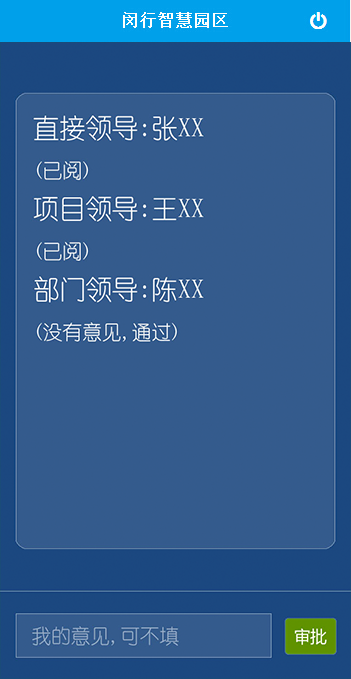 闵行智慧园区
直接领导:张XX
(已阅)
项目领导:王XX
(已阅)
部门领导:陈XX
(没有意见,通过)
我的意见,可不填
审批